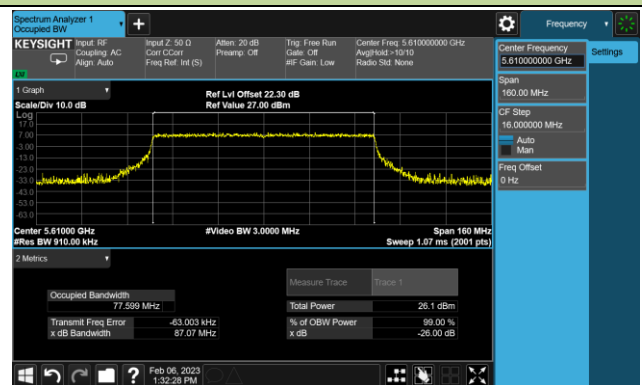 Spectrum Analyzer 1
Occupied BW
Frequency
KEYSIGHT
Input: RF
Coupling: AC
Align: Auto
Input Z: 50 Ω
Corr CCorr
Freq Ref: Int (S)
Atten: 20 dB
Preamp: Off
Trig: Free Run
Gate: Off
#IF Gain: Low
Center Freq: 5.610000000 GHz
Avg|Hold:>10/10
Radio Std: None
Center Frequency
5.610000000 GHz
Settings
Span
160.00 MHz
CF Step
16.000000 MHz
Auto
Man
Freq Offset
0 Hz
1 Graph
Scale/Div 10.0 dB
Ref Lvl Offset 22.30 dB
Ref Value 27.00 dBm
Log
17.0
7.00
-3.00
-13.0
-23.0
-33.0
-43.0
-53.0
-63.0
Center 5.61000 GHz
#Video BW 3.0000 MHz
Span 160 MHz
#Res BW 910.00 kHz
Sweep 1.07 ms (2001 pts)
2 Metrics
Measure Trace
Trace 1
Occupied Bandwidth
77.599 MHz
Total Power
26.1 dBm
Transmit Freq Error
-63.003 kHz
% of OBW Power
99.00 %
x dB Bandwidth
87.07 MHz
x dB
-26.00 dB
Feb 06, 2023
1:32:28 PM